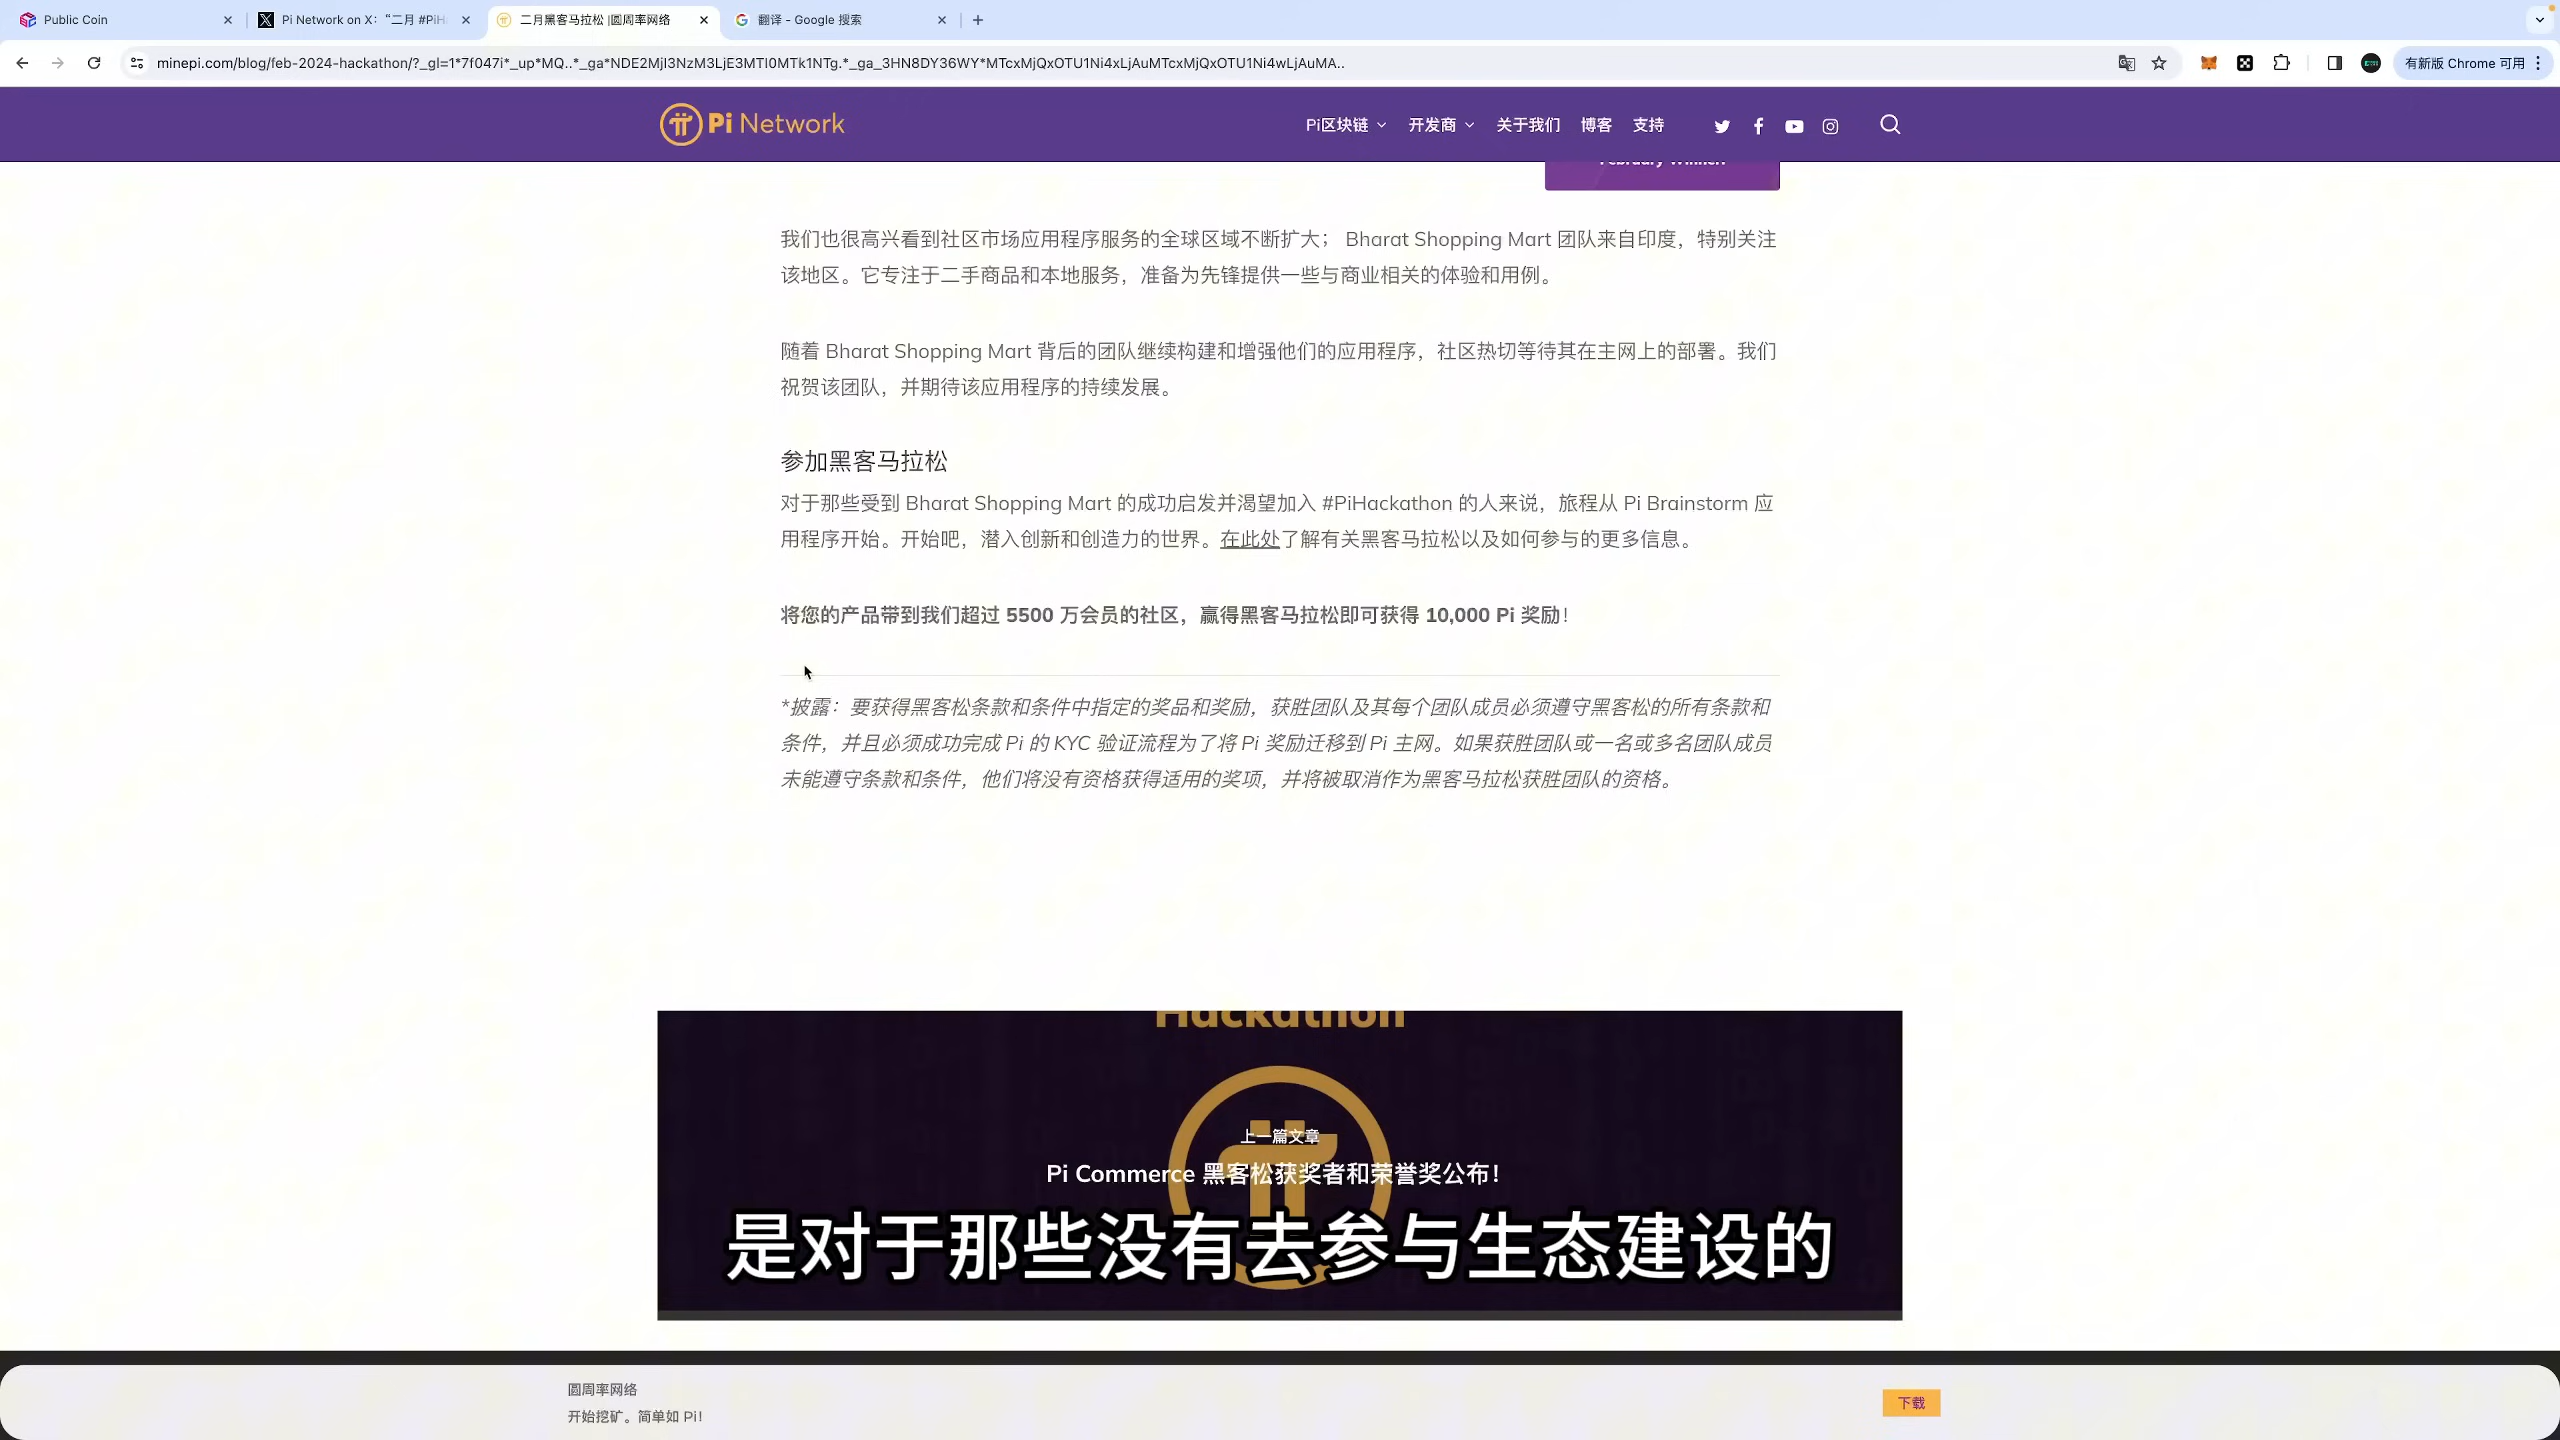 Public Coin
Pi Network on X：“二月 #PiH
二月黑客马拉松 |圆周率网络
翻译 - Google 搜索
minepi.com/blog/feb-2024-hackathon/?_gl=1*7f047i*_up*MQ..*_ga*NDE2MjI3NzM3LjE3MTI0MTk1NTg.*_ga_3HN8DY36WY*MTcxMjQxOTU1Ni4xLjAuMTcxMjQxOTU1Ni4wLjAuMA..
有新版 Chrome 可用
Pi Network
Pi区块链 开发商 关于我们 博客 支持
February Winner!
我们也很高兴看到社区市场应用程序服务的全球区域不断扩大； Bharat Shopping Mart 团队来自印度，特别关注
该地区。它专注于二手商品和本地服务，准备为先锋提供一些与商业相关的体验和用例。
随着 Bharat Shopping Mart 背后的团队继续构建和增强他们的应用程序，社区热切等待其在主网上的部署。我们
祝贺该团队，并期待该应用程序的持续发展。
参加黑客马拉松
对于那些受到 Bharat Shopping Mart 的成功启发并渴望加入 #PiHackathon 的人来说，旅程从 Pi Brainstorm 应
用程序开始。开始吧，潜入创新和创造力的世界。在此处了解有关黑客马拉松以及如何参与的更多信息。
将您的产品带到我们超过 5500 万会员的社区，赢得黑客马拉松即可获得 10,000 Pi 奖励！
*披露：要获得黑客松条款和条件中指定的奖品和奖励，获胜团队及其每个团队成员必须遵守黑客松的所有条款和
条件，并且必须成功完成 Pi 的 KYC 验证流程为了将 Pi 奖励迁移到 Pi 主网。如果获胜团队或一名或多名团队成员
未能遵守条款和条件，他们将没有资格获得适用的奖项，并将被取消作为黑客马拉松获胜团队的资格。
Hackathon
上一篇文章
Pi Commerce 黑客松获奖者和荣誉奖公布！
是对于那些没有去参与生态建设的
圆周率网络
开始挖矿。简单如 Pi！
下载